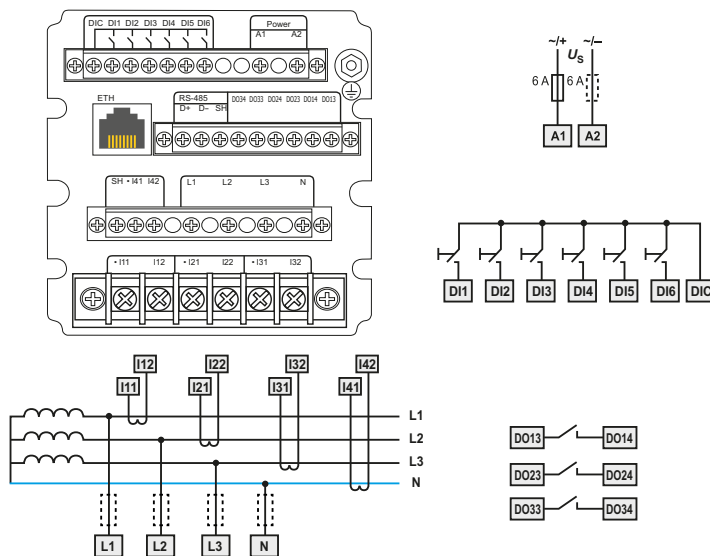 DIC DI1 DI2 DI3 DI4 DI5 DI6
Power
A1 A2
ETH
RS-485
D+ D– SH
DO34 DO33 DO24 DO23 DO14 DO13
SH • I41 I42
L1 L2 L3 N
• I11 I12 • I21 I22 • I31 I32
~/+ ~/–
US
6 A 6 A
A1 A2
DI1 DI2 DI3 DI4 DI5 DI6 DIC
I12 I22 I32 I42
I11 I21 I31 I41
L1
L2
L3
N
L1 L2 L3 N
DO13 DO14
DO23 DO24
DO33 DO34